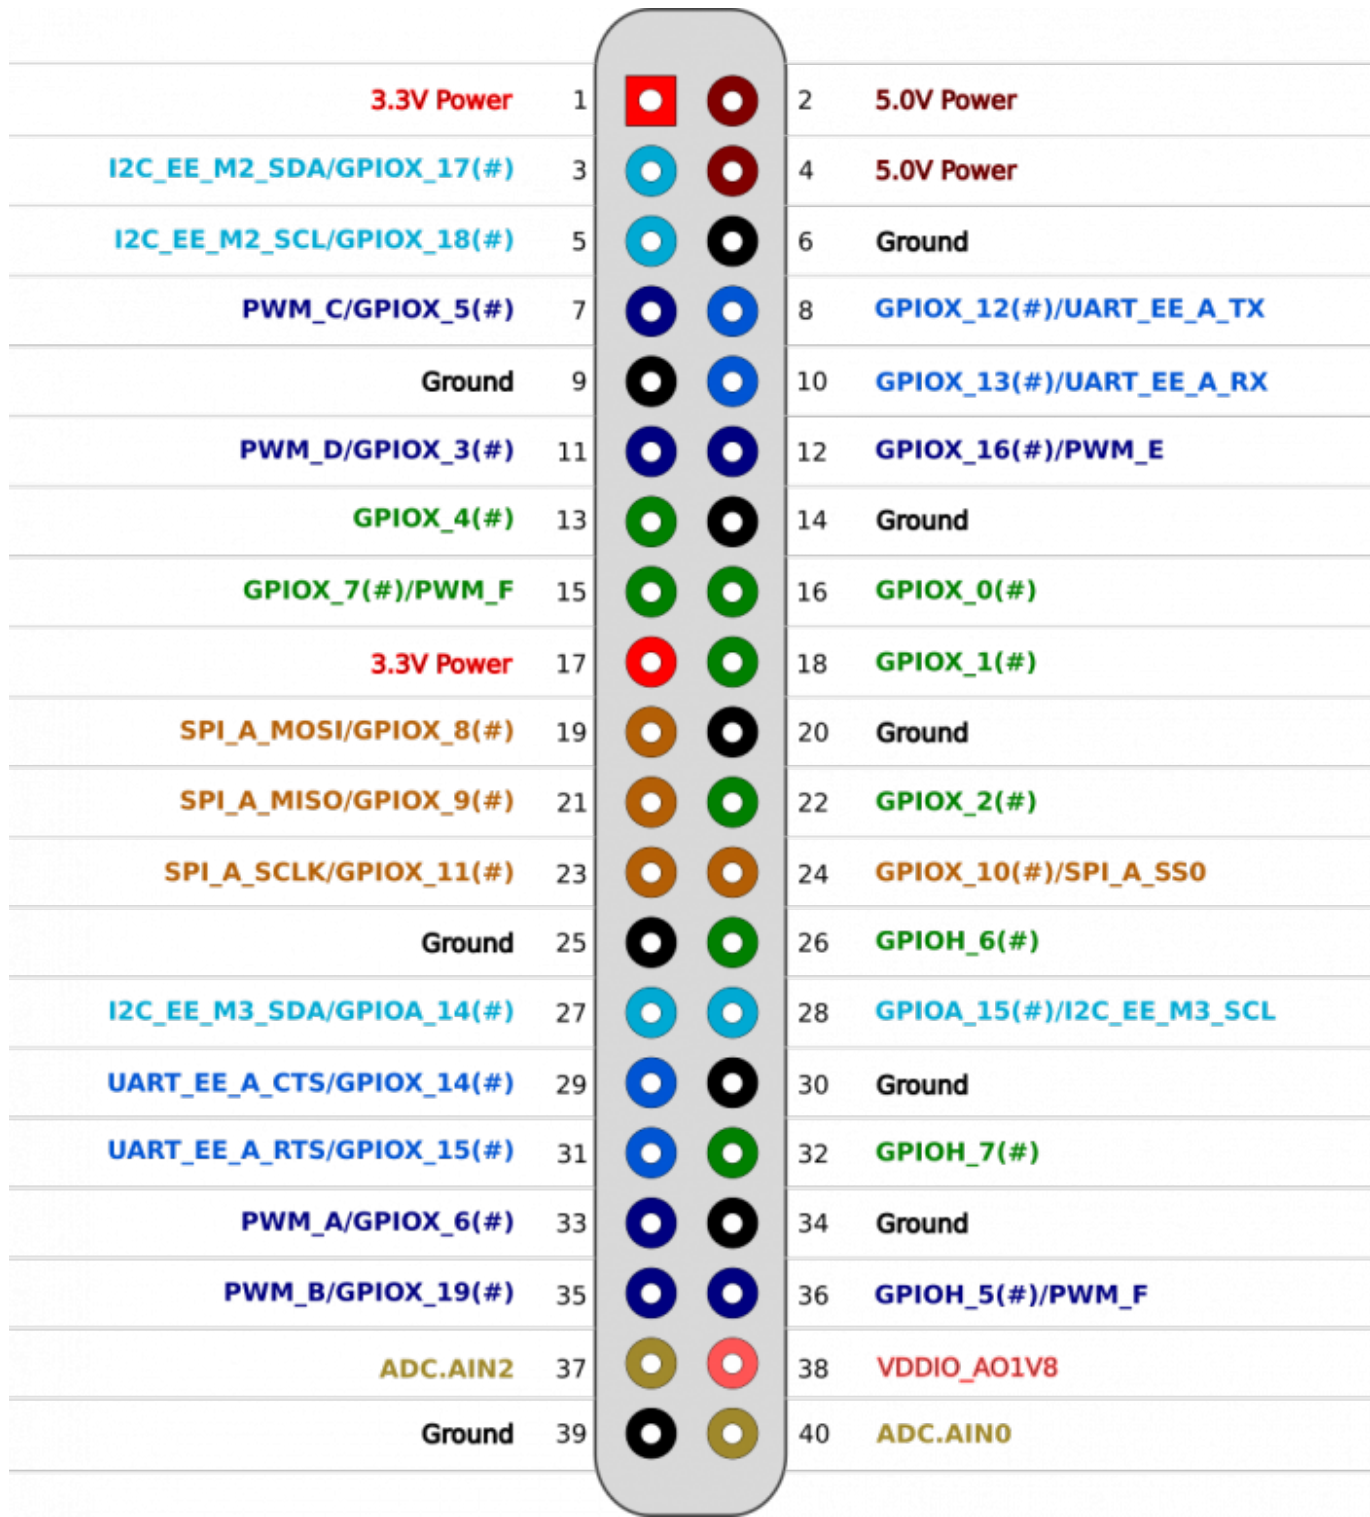 3.3V Power 1 2 5.0V Power
I2C_EE_M2_SDA/GPIOX_17(#) 3 4 5.0V Power
I2C_EE_M2_SCL/GPIOX_18(#) 5 6 Ground
PWM_C/GPIOX_5(#) 7 8 GPIOX_12(#)/UART_EE_A_TX
Ground 9 10 GPIOX_13(#)/UART_EE_A_RX
PWM_D/GPIOX_3(#) 11 12 GPIOX_16(#)/PWM_E
GPIOX_4(#) 13 14 Ground
GPIOX_7(#)/PWM_F 15 16 GPIOX_0(#)
3.3V Power 17 18 GPIOX_1(#)
SPI_A_MOSI/GPIOX_8(#) 19 20 Ground
SPI_A_MISO/GPIOX_9(#) 21 22 GPIOX_2(#)
SPI_A_SCLK/GPIOX_11(#) 23 24 GPIOX_10(#)/SPI_A_SS0
Ground 25 26 GPIOH_6(#)
I2C_EE_M3_SDA/GPIOA_14(#) 27 28 GPIOA_15(#)/I2C_EE_M3_SCL
UART_EE_A_CTS/GPIOX_14(#) 29 30 Ground
UART_EE_A_RTS/GPIOX_15(#) 31 32 GPIOH_7(#)
PWM_A/GPIOX_6(#) 33 34 Ground
PWM_B/GPIOX_19(#) 35 36 GPIOH_5(#)/PWM_F
ADC.AIN2 37 38 VDDIO_AO1V8
Ground 39 40 ADC.AIN0